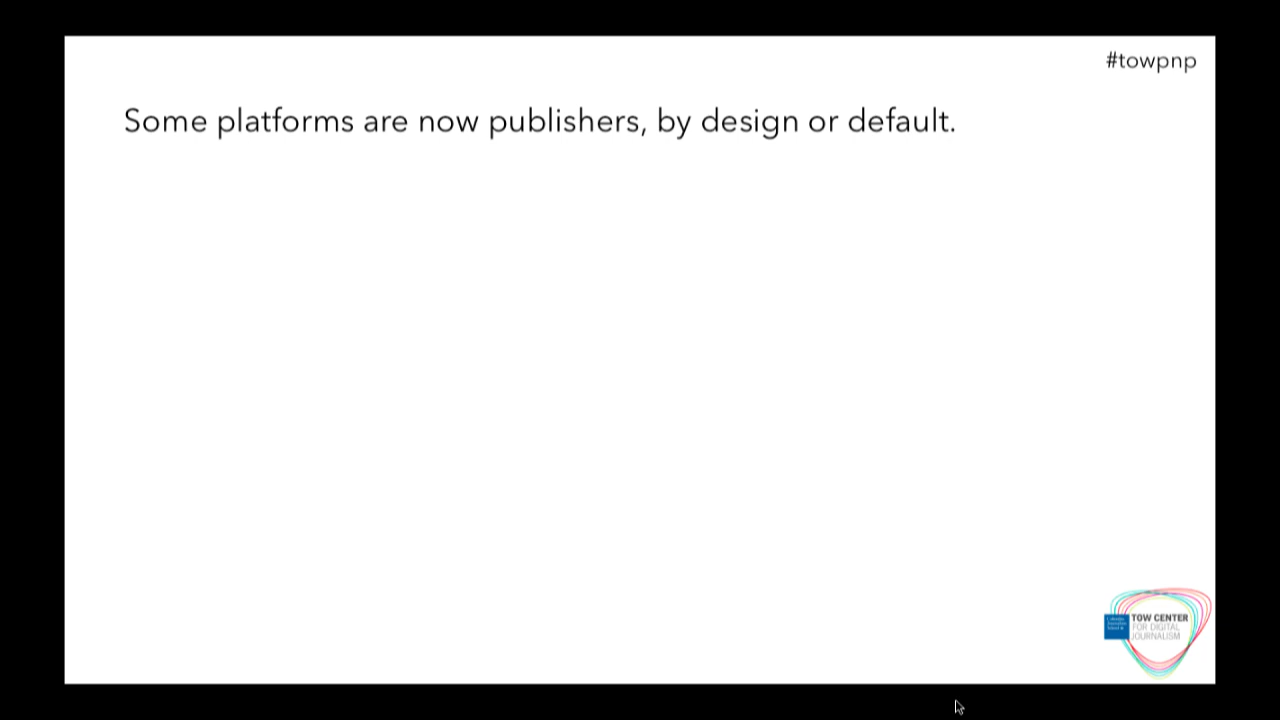 #towpnp
Some platforms are now publishers, by design or default.
TOW CENTER
FOR DIGITAL
JOURNALISM